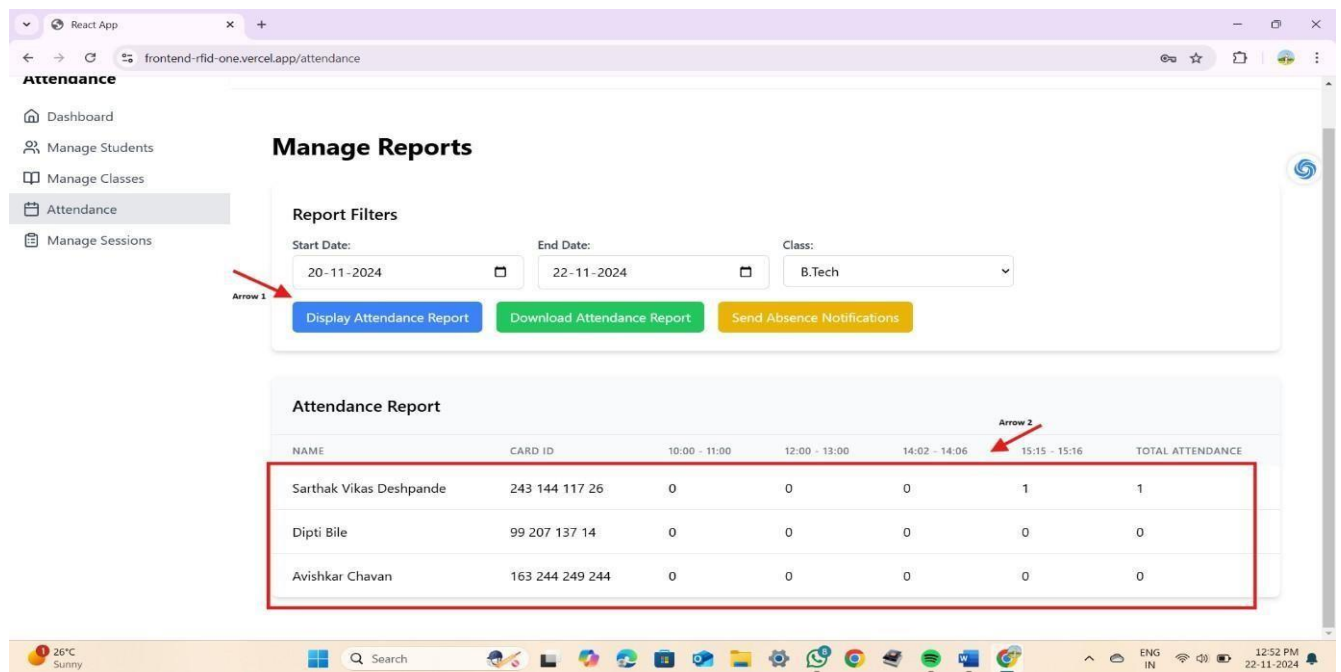 React App
frontend-rfid-one.vercel.app/attendance
Attendance
Dashboard
Manage Students
Manage Classes
Attendance
Manage Sessions
Manage Reports
Report Filters
Start Date: End Date: Class:
20-11-2024 22-11-2024 B.Tech
Arrow 1
Display Attendance Report Download Attendance Report Send Absence Notifications
Attendance Report
Arrow 2
NAME CARD ID 10:00 - 11:00 12:00 - 13:00 14:02 - 14:06 15:15 - 15:16 TOTAL ATTENDANCE
Sarthak Vikas Deshpande 243 144 117 26 0 0 0 1 1
Dipti Bile 99 207 137 14 0 0 0 0 0
Avishkar Chavan 163 244 249 244 0 0 0 0 0
1 26°C Search ENG 12:52 PM
Sunny IN 22-11-2024